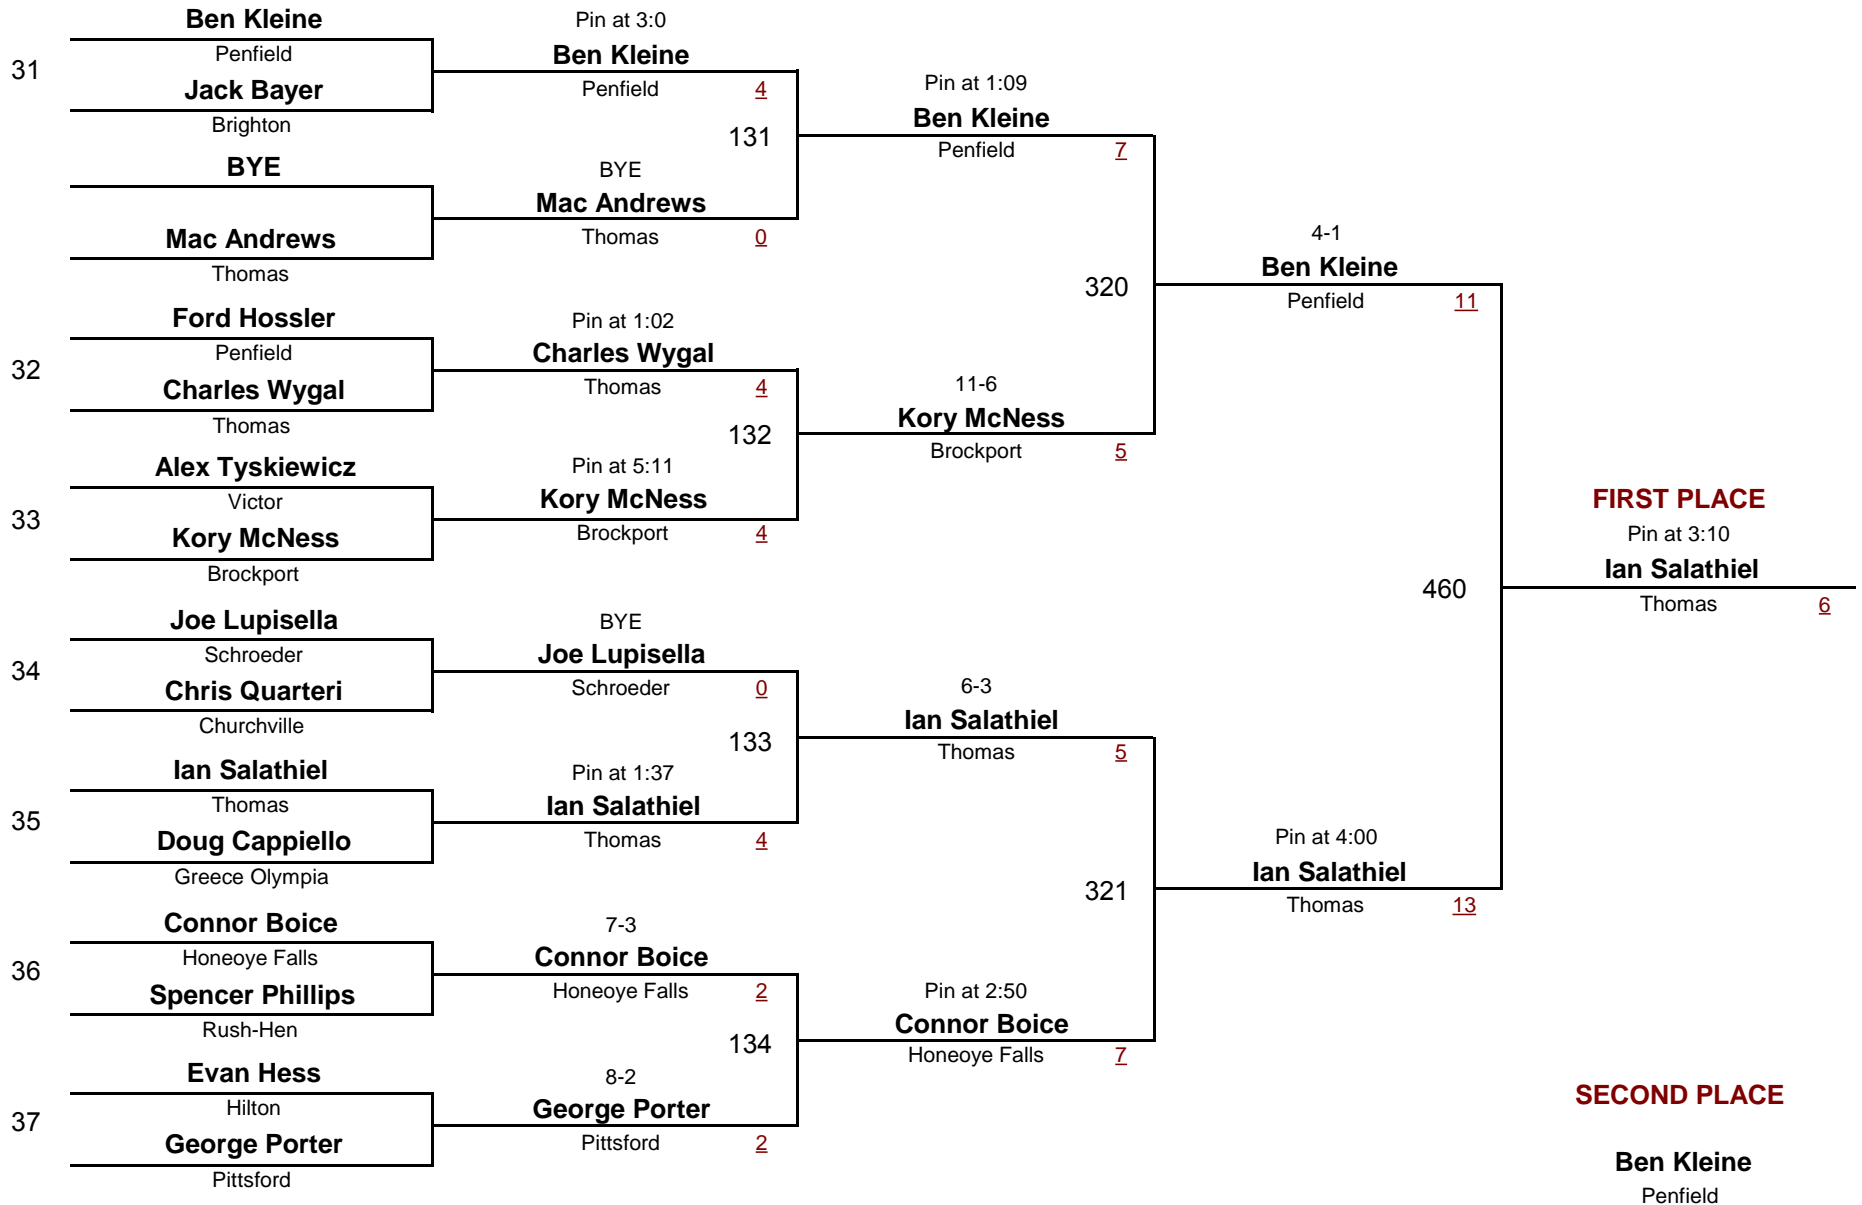 Ben Kleine
Penfield
31
Jack Bayer
Brighton
BYE
Mac Andrews
Thomas
Ford Hossler
Penfield
32
Charles Wygal
Thomas
Alex Tyskiewicz
Victor
33
Kory McNess
Brockport
Joe Lupisella
Schroeder
34
Chris Quarteri
Churchville
Ian Salathiel
Thomas
35
Doug Cappiello
Greece Olympia
Connor Boice
Honeoye Falls
36
Spencer Phillips
Rush-Hen
Evan Hess
Hilton
37
George Porter
Pittsford
Pin at 3:0
Ben Kleine
Penfield 4
131
BYE
Mac Andrews
Thomas 0
Pin at 1:02
Charles Wygal
Thomas 4
132
Pin at 5:11
Kory McNess
Brockport 4
BYE
Joe Lupisella
Schroeder 0
133
Pin at 1:37
Ian Salathiel
Thomas 4
7-3
Connor Boice
Honeoye Falls 2
134
8-2
George Porter
Pittsford 2
Pin at 1:09
Ben Kleine
Penfield 7
320
11-6
Kory McNess
Brockport 5
6-3
Ian Salathiel
Thomas 5
321
Pin at 2:50
Connor Boice
Honeoye Falls 7
4-1
Ben Kleine
Penfield 11
460
Pin at 4:00
Ian Salathiel
Thomas 13
FIRST PLACE
Pin at 3:10
Ian Salathiel
Thomas 6
SECOND PLACE
Ben Kleine
Penfield